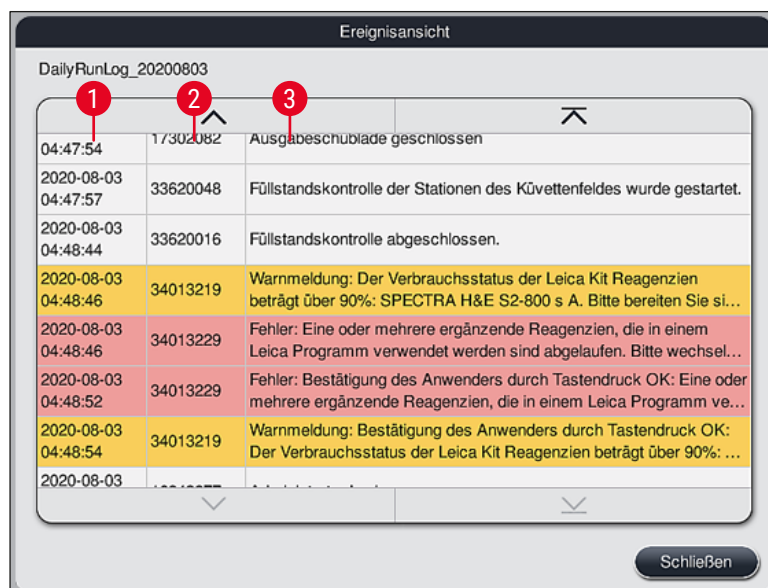 Ereignisansicht
DailyRunLog_20200803
1
2
3
04:47:54
17302082
Ausgabeschublade geschlossen
2020-08-03
04:47:57
33620048
Füllstandskontrolle der Stationen des Küvettenfeldes wurde gestartet.
2020-08-03
04:48:44
33620016
Füllstandskontrolle abgeschlossen.
2020-08-03
04:48:46
34013219
Warnmeldung: Der Verbrauchsstatus der Leica Kit Reagenzien
beträgt über 90%: SPECTRA H&E S2-800 s A. Bitte bereiten Sie si...
2020-08-03
04:48:46
34013229
Fehler: Eine oder mehrere ergänzende Reagenzien, die in einem
Leica Programm verwendet werden sind abgelaufen. Bitte wechsel...
2020-08-03
04:48:52
34013229
Fehler: Bestätigung des Anwenders durch Tastendruck OK: Eine oder
mehrere ergänzende Reagenzien, die in einem Leica Programm ve...
2020-08-03
04:48:54
34013219
Warnmeldung: Bestätigung des Anwenders durch Tastendruck OK:
Der Verbrauchsstatus der Leica Kit Reagenzien beträgt über 90%: ...
2020-08-03
Schließen